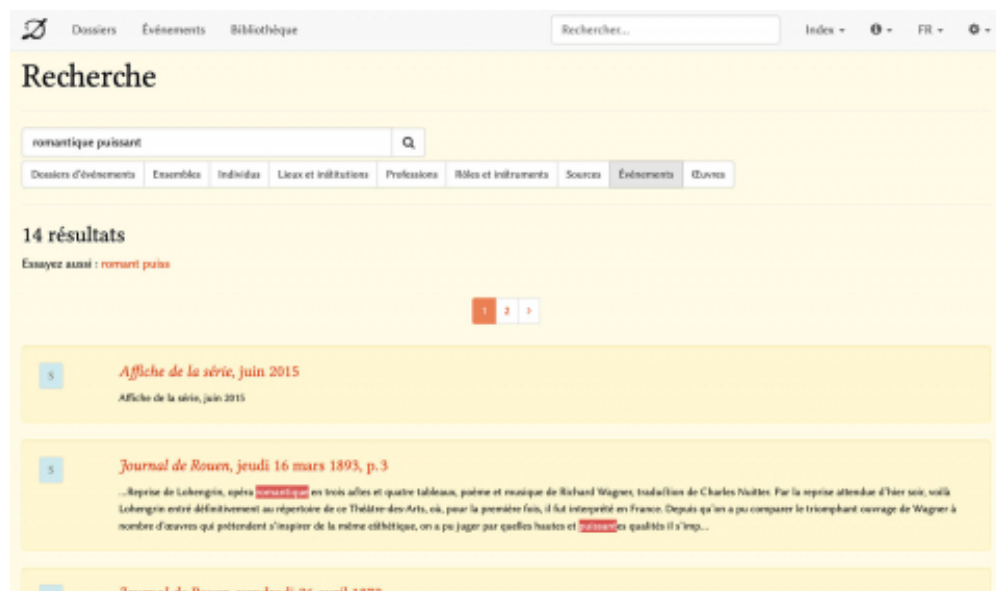 Dossiers Événements Bibliothèque Rechercher... Index FR
Recherche
romantique puissant
Dossiers d'événements Ensembles Individus Lieux et institutions Professions Rôles et instruments Sources Événements Œuvres
14 résultats
Essayez aussi : romant puiss
1 2 ›
S Affiche de la série, juin 2015
Affiche de la série, juin 2015
S Journal de Rouen, jeudi 16 mars 1893, p. 3
...Reprise de Lohengrin, opéra romantique en trois actes et quatre tableaux, poème et musique de Richard Wagner, traduction de Charles Nuitter. Par la reprise attendue d'hier soir, voilà
Lohengrin entré définitivement au répertoire de ce Théâtre-des-Arts, où, pour la première fois, il fut interprété en France. Depuis qu'on a pu comparer le triomphant ouvrage de Wagner à
nombre d'œuvres qui prétendent s'inspirer de la même esthétique, on a pu juger par quelles hautes et puissantes qualités il s'imp...
Journal de Rouen, vendredi 26 avril